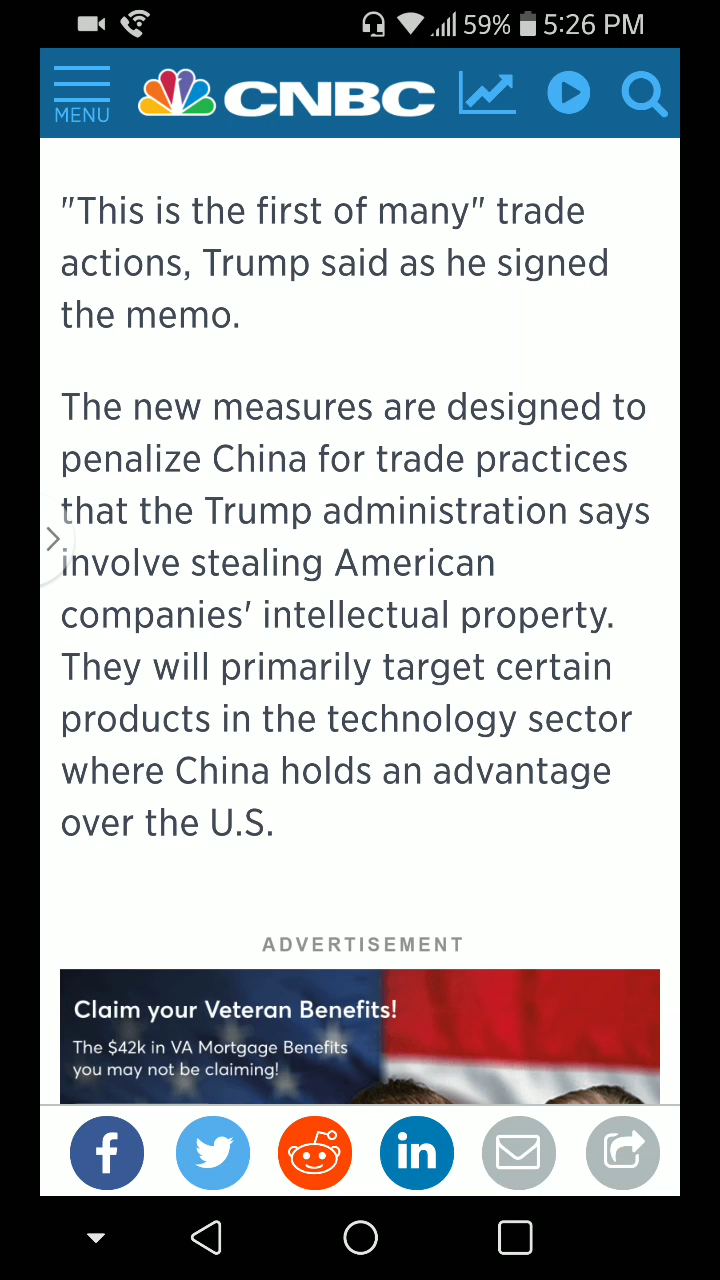 59% 5:26 PM
MENU CNBC
"This is the first of many" trade
actions, Trump said as he signed
the memo.
The new measures are designed to
penalize China for trade practices
that the Trump administration says
involve stealing American
companies' intellectual property.
They will primarily target certain
products in the technology sector
where China holds an advantage
over the U.S.
ADVERTISEMENT
Claim your Veteran Benefits!
The $42k in VA Mortgage Benefits
you may not be claiming!
f in